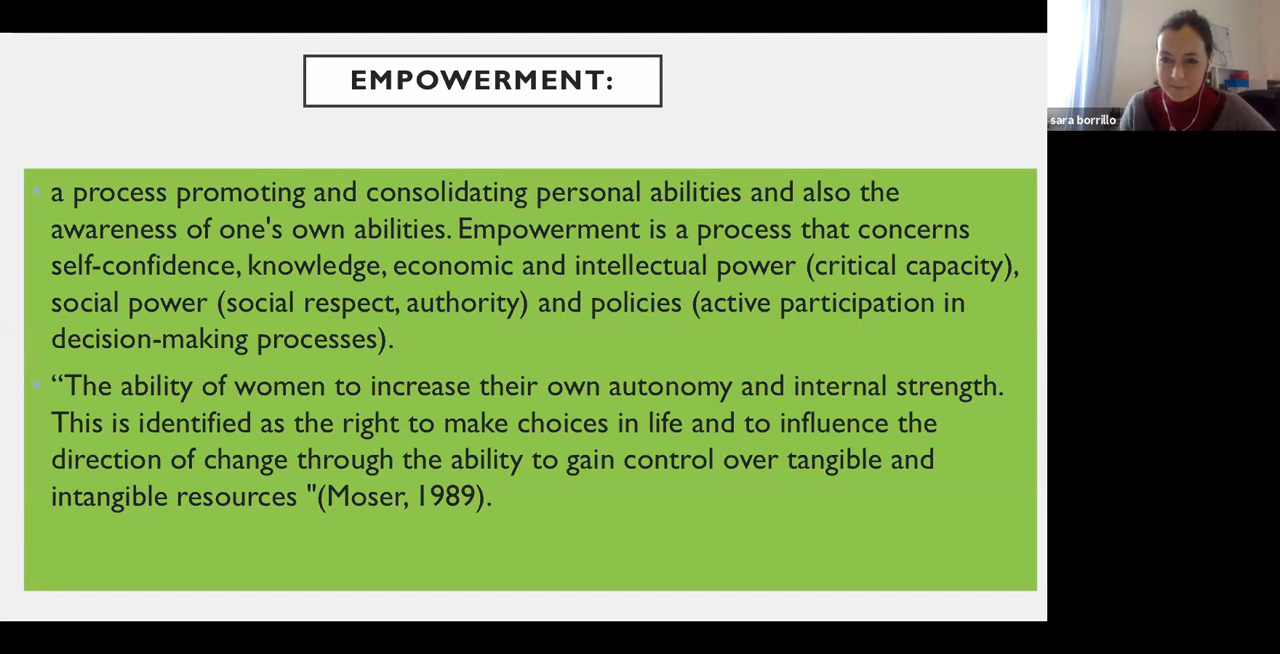 EMPOWERMENT:
sara borrillo
• a process promoting and consolidating personal abilities and also the
awareness of one's own abilities. Empowerment is a process that concerns
self-confidence, knowledge, economic and intellectual power (critical capacity),
social power (social respect, authority) and policies (active participation in
decision-making processes).
• “The ability of women to increase their own autonomy and internal strength.
This is identified as the right to make choices in life and to influence the
direction of change through the ability to gain control over tangible and
intangible resources "(Moser, 1989).